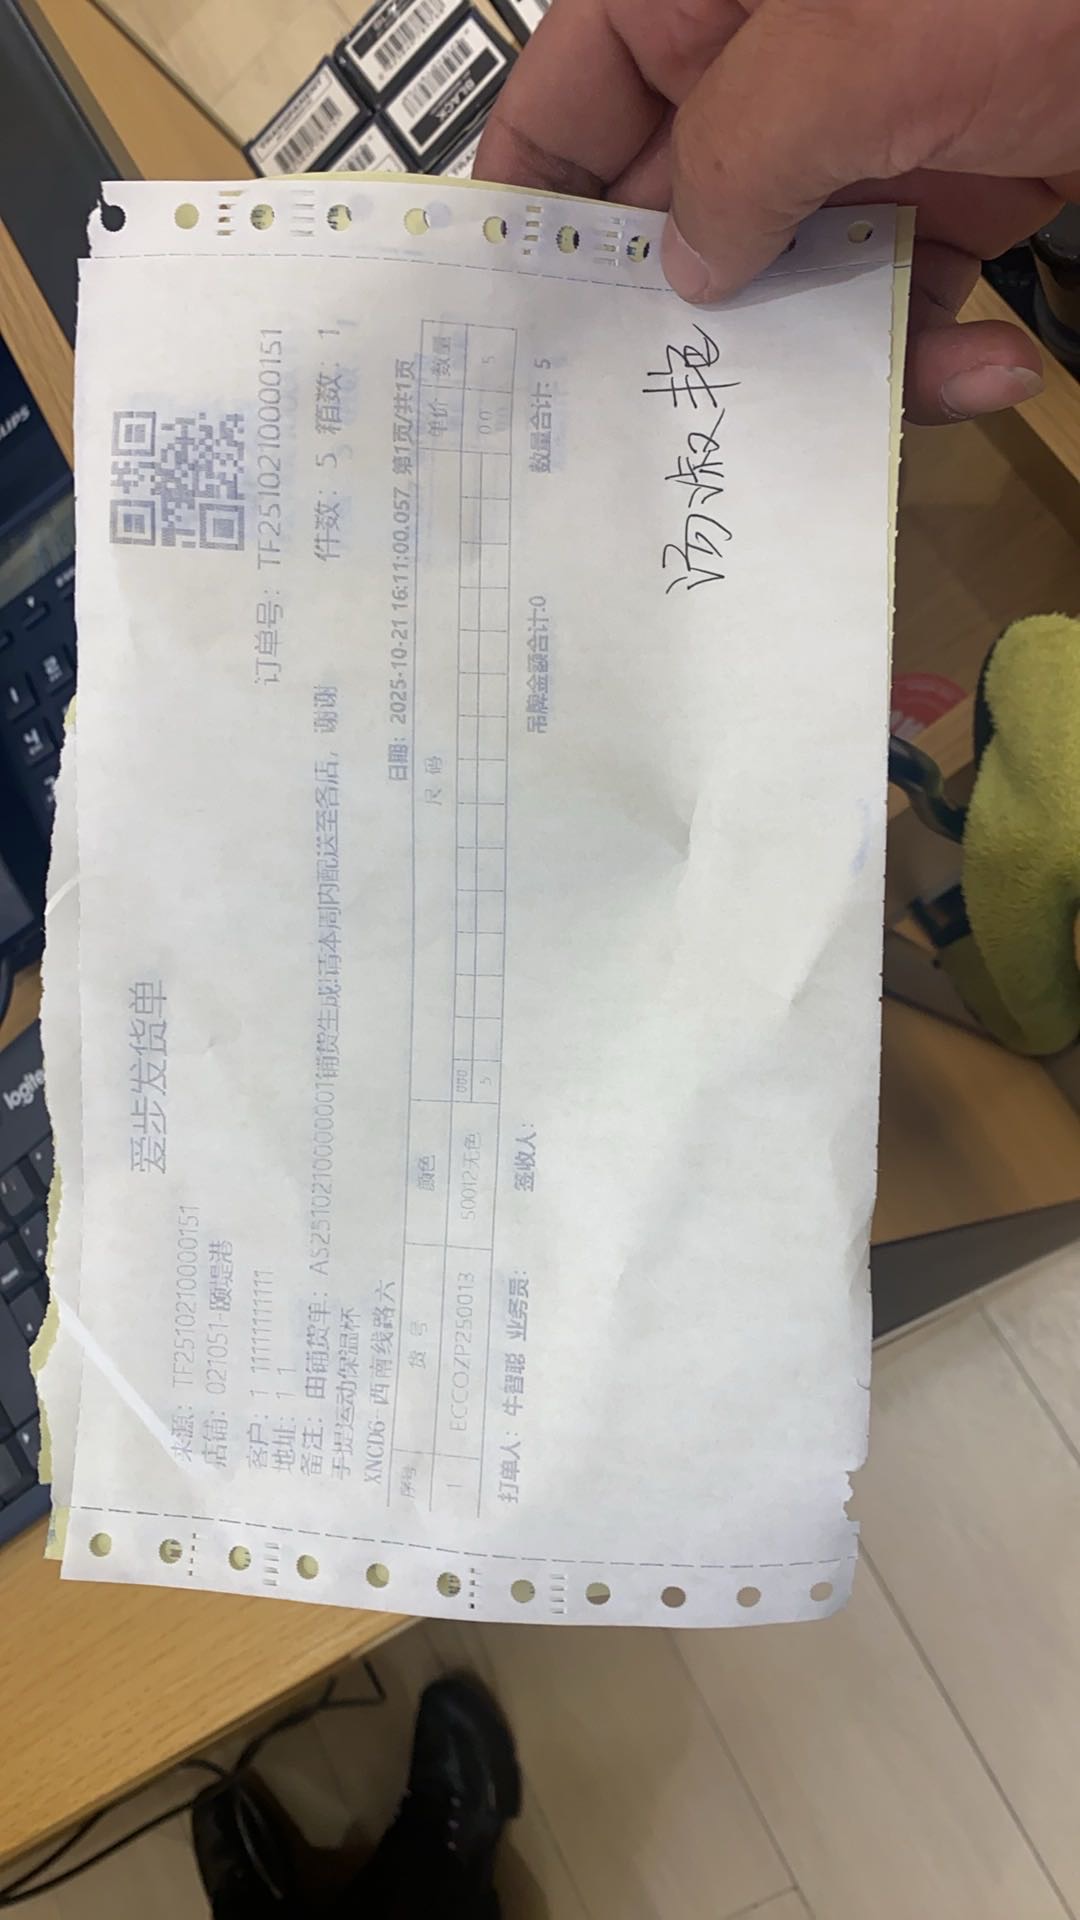 爱步发货单
来源: TF2510210000151
店铺: 021051-颐堤港
订单号: TF2510210000151
客户: 1 11111111111
地址: 1 1
件数: 5 箱数: 1
备注: 由铺货单: AS2510210000001铺货生成!请本周内配送至各店, 谢谢
手提运动保温杯
XNCD6-西南线路六
日期: 2025-10-21 16:11:00.057 第1页/共1页
序号 货号 颜色 尺码 单价 数量
000
1 ECCOZP250013 50012无色 5 0.0 5
打单人: 牛智聪 业务员: 签收人: 吊牌金额合计:0 数量合计: 5
汤淑艳
BLACK
logite